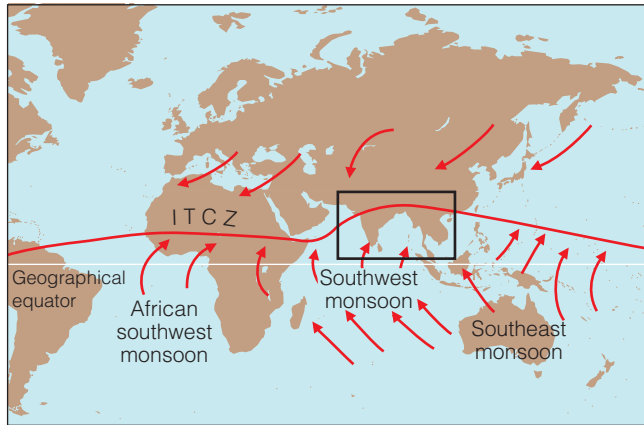 ITCZ
Geographical
equator
African
southwest
monsoon
Southwest
monsoon
Southeast
monsoon